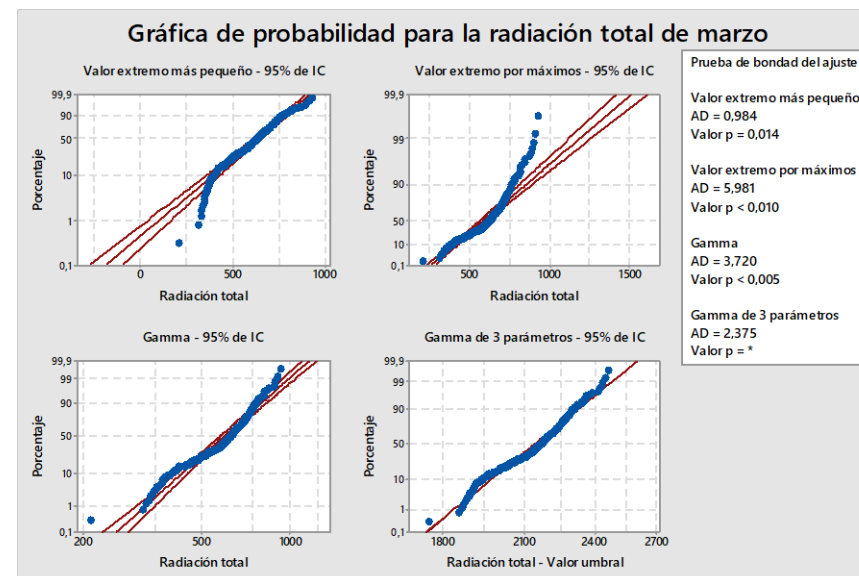 Gráfica de probabilidad para la radiación total de marzo
Valor extremo más pequeño - 95% de IC
99,9
90
50
10
1
0,1
Porcentaje
0
500
1000
Radiación total
Valor extremo por máximos - 95% de IC
99,9
99
90
50
10
0,1
Porcentaje
500
1000
1500
Radiación total
Gamma - 95% de IC
99,9
99
90
50
10
1
0,1
Porcentaje
200
500
1000
Radiación total
Gamma de 3 parámetros - 95% de IC
99,9
99
90
50
10
1
0,1
Porcentaje
1800
2100
2400
2700
Radiación total - Valor umbral
Prueba de bondad del ajuste
Valor extremo más pequeño
AD = 0,984
Valor p = 0,014
Valor extremo por máximos
AD = 5,981
Valor p < 0,010
Gamma
AD = 3,720
Valor p < 0,005
Gamma de 3 parámetros
AD = 2,375
Valor p = *